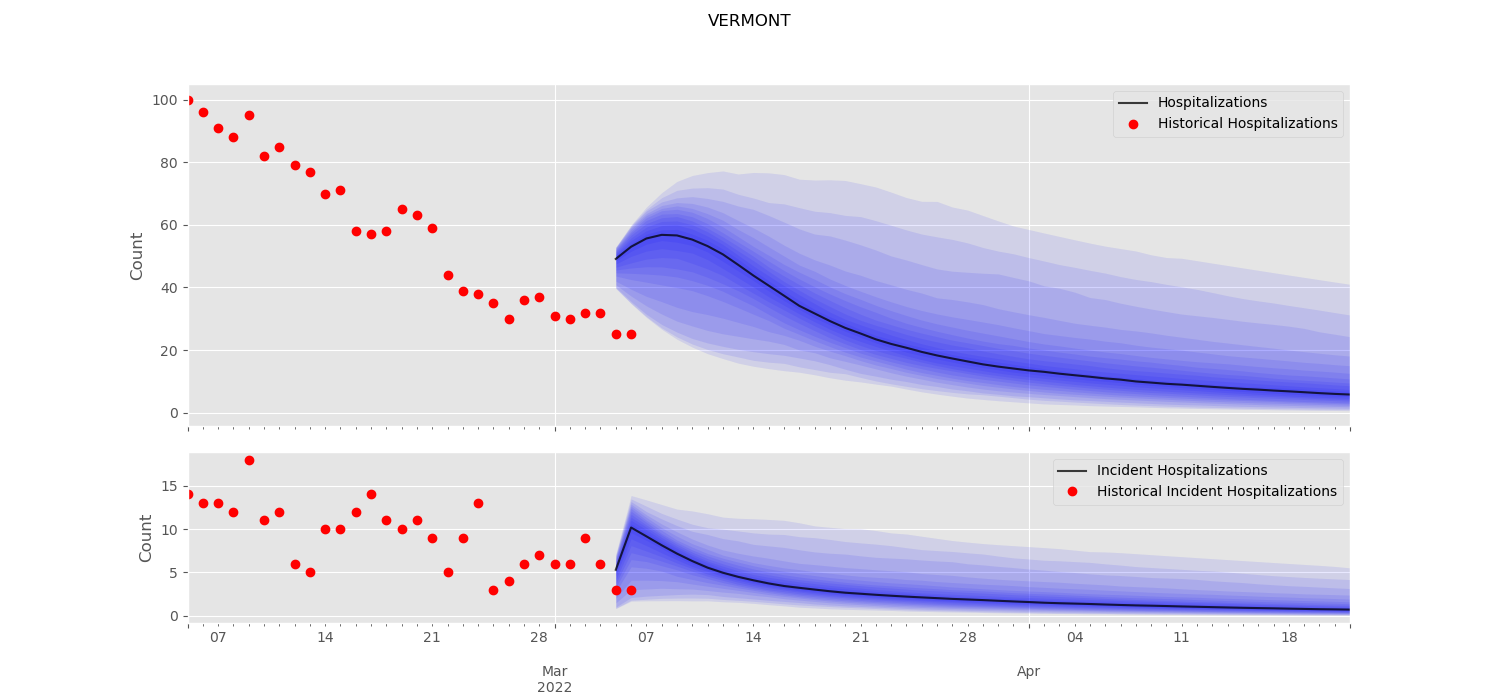 VERMONT
Count
100
80
60
40
20
0
Hospitalizations
Historical Hospitalizations
Count
15
10
5
0
Incident Hospitalizations
Historical Incident Hospitalizations
07 14 21 28 07 14 21 28 04 11 18
Mar Apr
2022